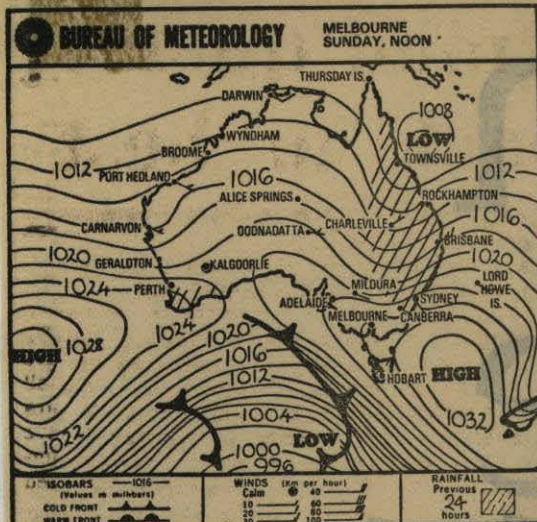 BUREAU OF METEOROLOGY
MELBOURNE
SUNDAY, NOON
THURSDAY IS.
DARWIN
1008
WYNDHAM
LOW
BROOME
TOWNSVILLE
1012
PORT HEDLAND
1016
1012
ALICE SPRINGS
ROCKHAMPTON
1016
CARNARVON
CHARLEVILLE
OODNADATTA
BRISBANE
1020
GERALDTON
KALGOORLIE
1020
LORD
HOWE
IS.
1024
PERTH
MILDURA
1024
ADELAIDE
SYDNEY
MELBOURNE
CANBERRA
1020
HIGH
1028
1016
1012
HOBART
HIGH
1004
1032
1022
LOW
1000
996
ISOBARS
1016
(Values in millibars)
COLD FRONT
WARM FRONT
WINDS (Km per hour)
Calm
40
10
60
20
80
100
RAINFALL
Previous
24
hours